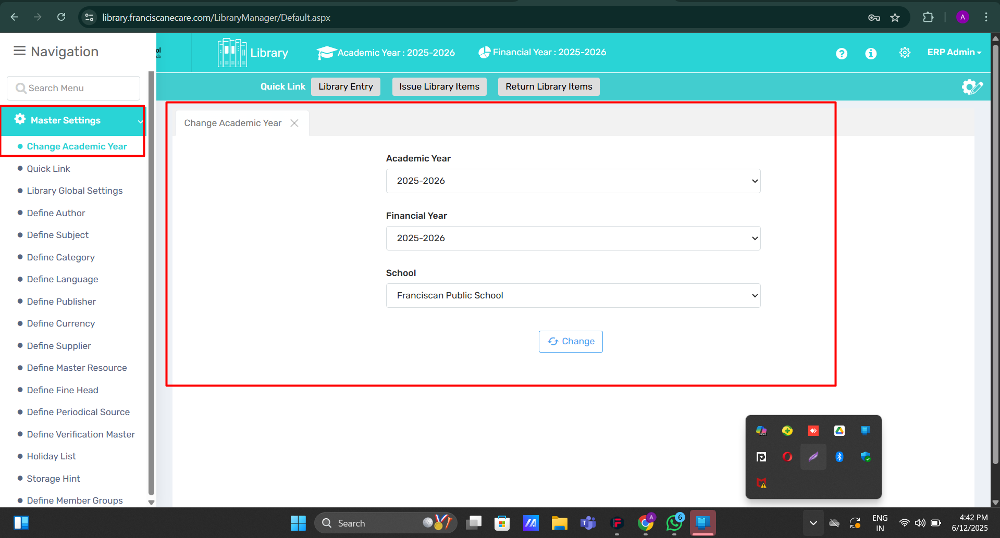 library.franciscanecare.com/LibraryManager/Default.aspx
A
Navigation
ol
da
Library
Academic Year : 2025-2026
Financial Year : 2025-2026
ERP Admin
Search Menu
Quick Link
Library Entry
Issue Library Items
Return Library Items
Master Settings
Change Academic Year
Quick Link
Library Global Settings
Define Author
Define Subject
Define Category
Define Language
Define Publisher
Define Currency
Define Supplier
Define Master Resource
Define Fine Head
Define Periodical Source
Define Verification Master
Holiday List
Storage Hint
Define Member Groups
Change Academic Year
Academic Year
2025-2026
Financial Year
2025-2026
School
Franciscan Public School
Change
Search
A
6
ENG
IN
4:42 PM
6/12/2025